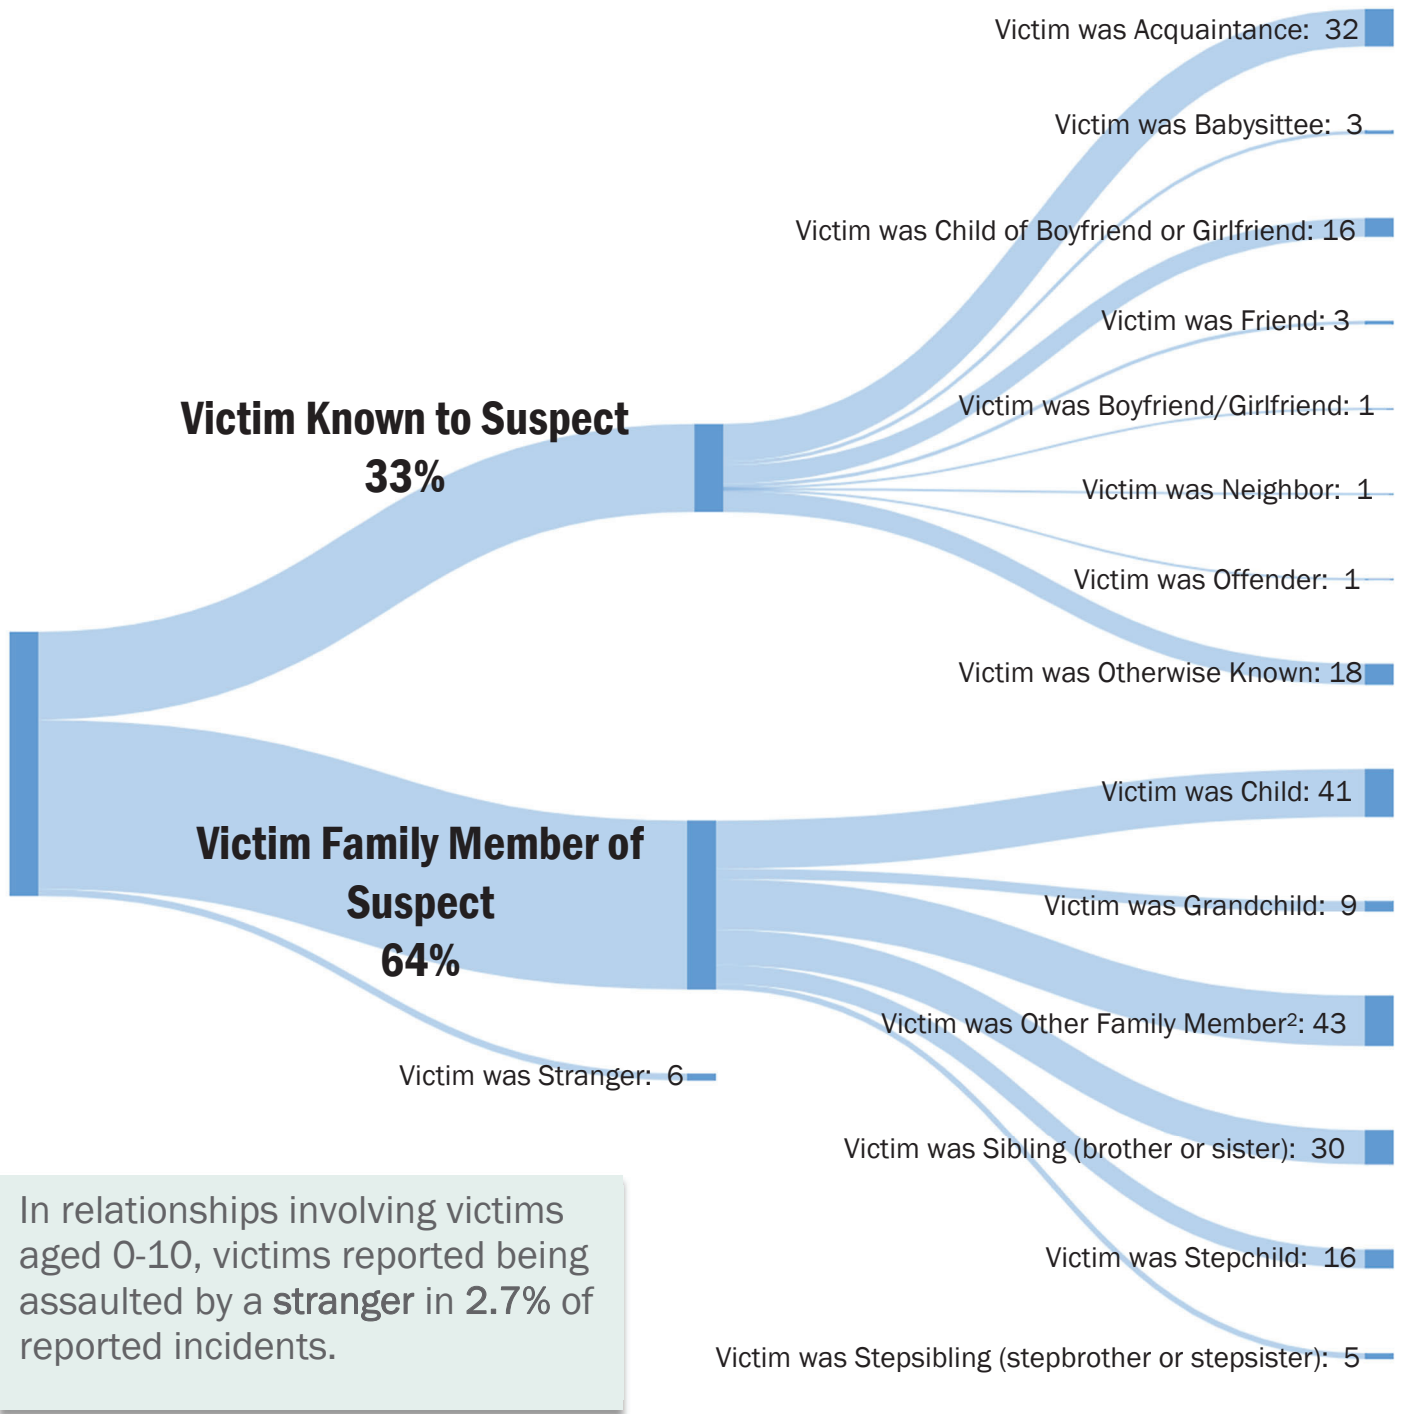 Victim was Acquaintance: 32
Victim was Babysittee: 3
Victim was Child of Boyfriend or Girlfriend: 16
Victim was Friend: 3
Victim was Boyfriend/Girlfriend: 1
Victim Known to Suspect
33%
Victim was Neighbor: 1
Victim was Offender: 1
Victim was Otherwise Known: 18
Victim was Child: 41
Victim Family Member of
Suspect
64%
Victim was Grandchild: 9
Victim was Other Family Member²: 43
Victim was Stranger: 6
Victim was Sibling (brother or sister): 30
Victim was Stepchild: 16
Victim was Stepsibling (stepbrother or stepsister): 5
In relationships involving victims
aged 0-10, victims reported being
assaulted by a stranger in 2.7% of
reported incidents.